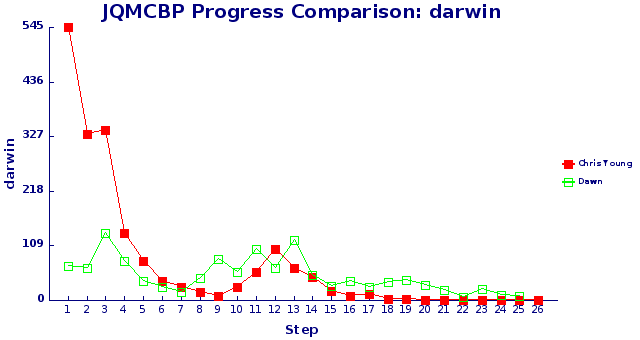 JQMCBP Progress Comparison: darwin
545
436
327
218
109
0
darwin
1 2 3 4 5 6 7 8 9 10 11 12 13 14 15 16 17 18 19 20 21 22 23 24 25 26
Step
Chris Young
Dawn